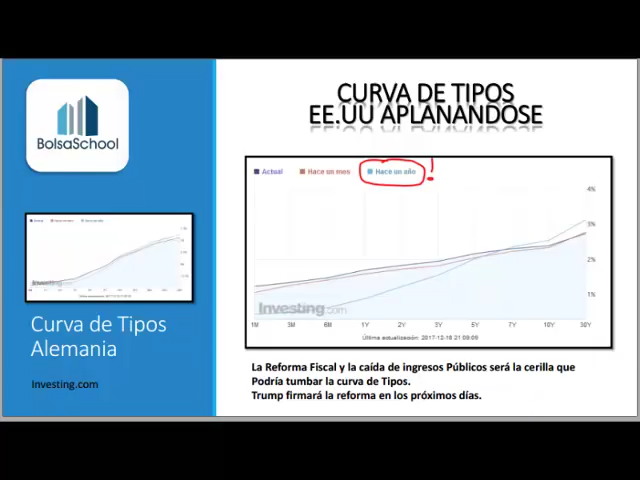 BolsaSchool
Curva de Tipos
Alemania
Investing.com
CURVA DE TIPOS
EE.UU APLANANDOSE
Actual
Hace un mes
Hace un año
!
4%
3%
2%
1%
Investing.com
1M 3M 6M 1Y 2Y 3Y 5Y 7Y 10Y 30Y
Última actualización: 2017-12-18
La Reforma Fiscal y la caída de ingresos Públicos será la cerilla que
Podría tumbar la curva de Tipos.
Trump firmará la reforma en los próximos días.